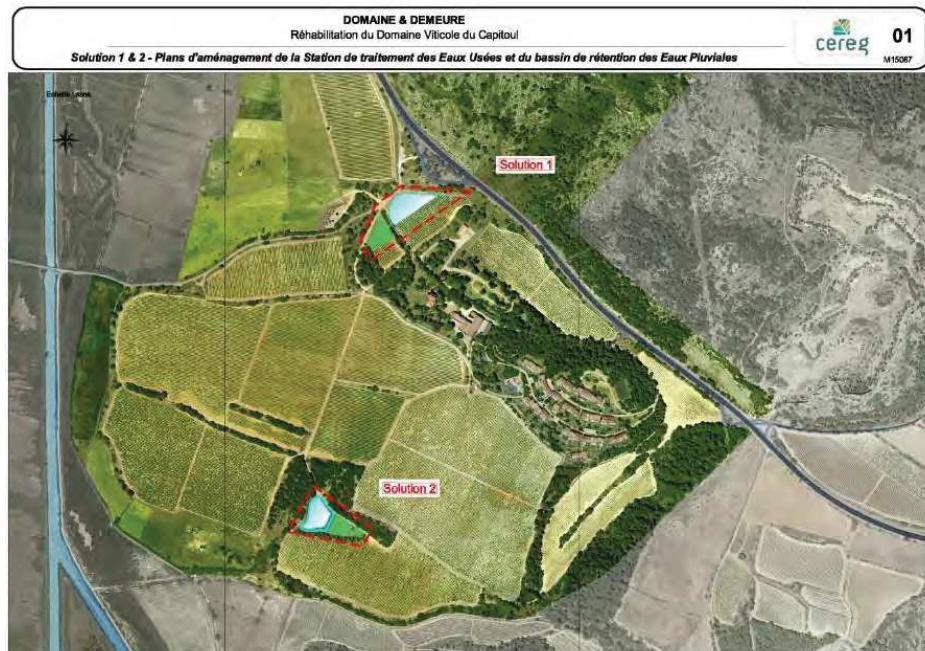 DOMAINE & DEMEURE
Réhabilitation du Domaine Viticole du Capitoul
Solution 1 & 2 - Plans d'aménagement de la Station de traitement des Eaux Usées et du bassin de rétention des Eaux Pluviales
cereg
01
M15087
Solution 1
Solution 2